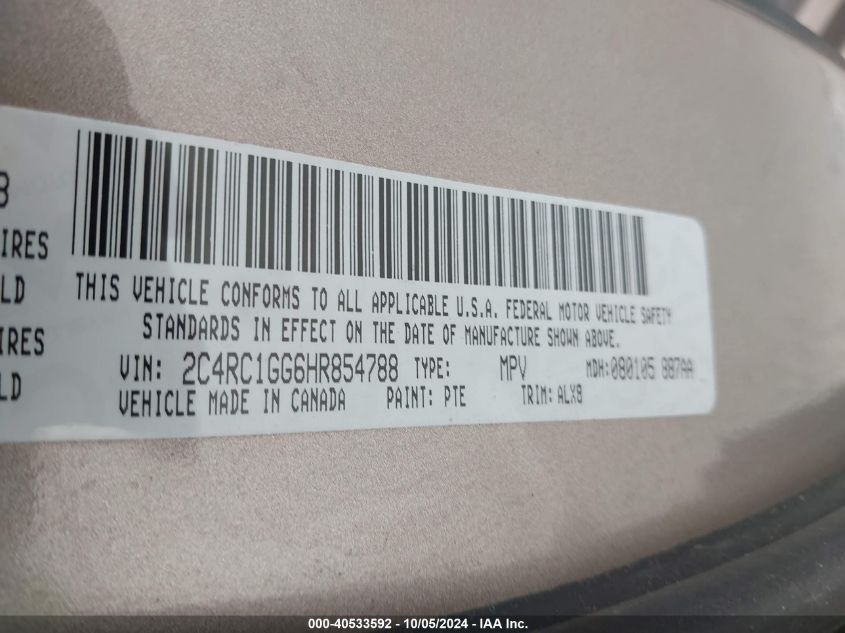 8
IRES
LD
IRES
LD
THIS VEHICLE CONFORMS TO ALL APPLICABLE U.S.A. FEDERAL MOTOR VEHICLE SAFETY
STANDARDS IN EFFECT ON THE DATE OF MANUFACTURE SHOWN ABOVE.
VIN: 2C4RC1GG6HR854788 TYPE: MPV MDH:080105 887AA
VEHICLE MADE IN CANADA PAINT: PTE TRIM: ALX8
000-40533592 - 10/05/2024 - IAA Inc.